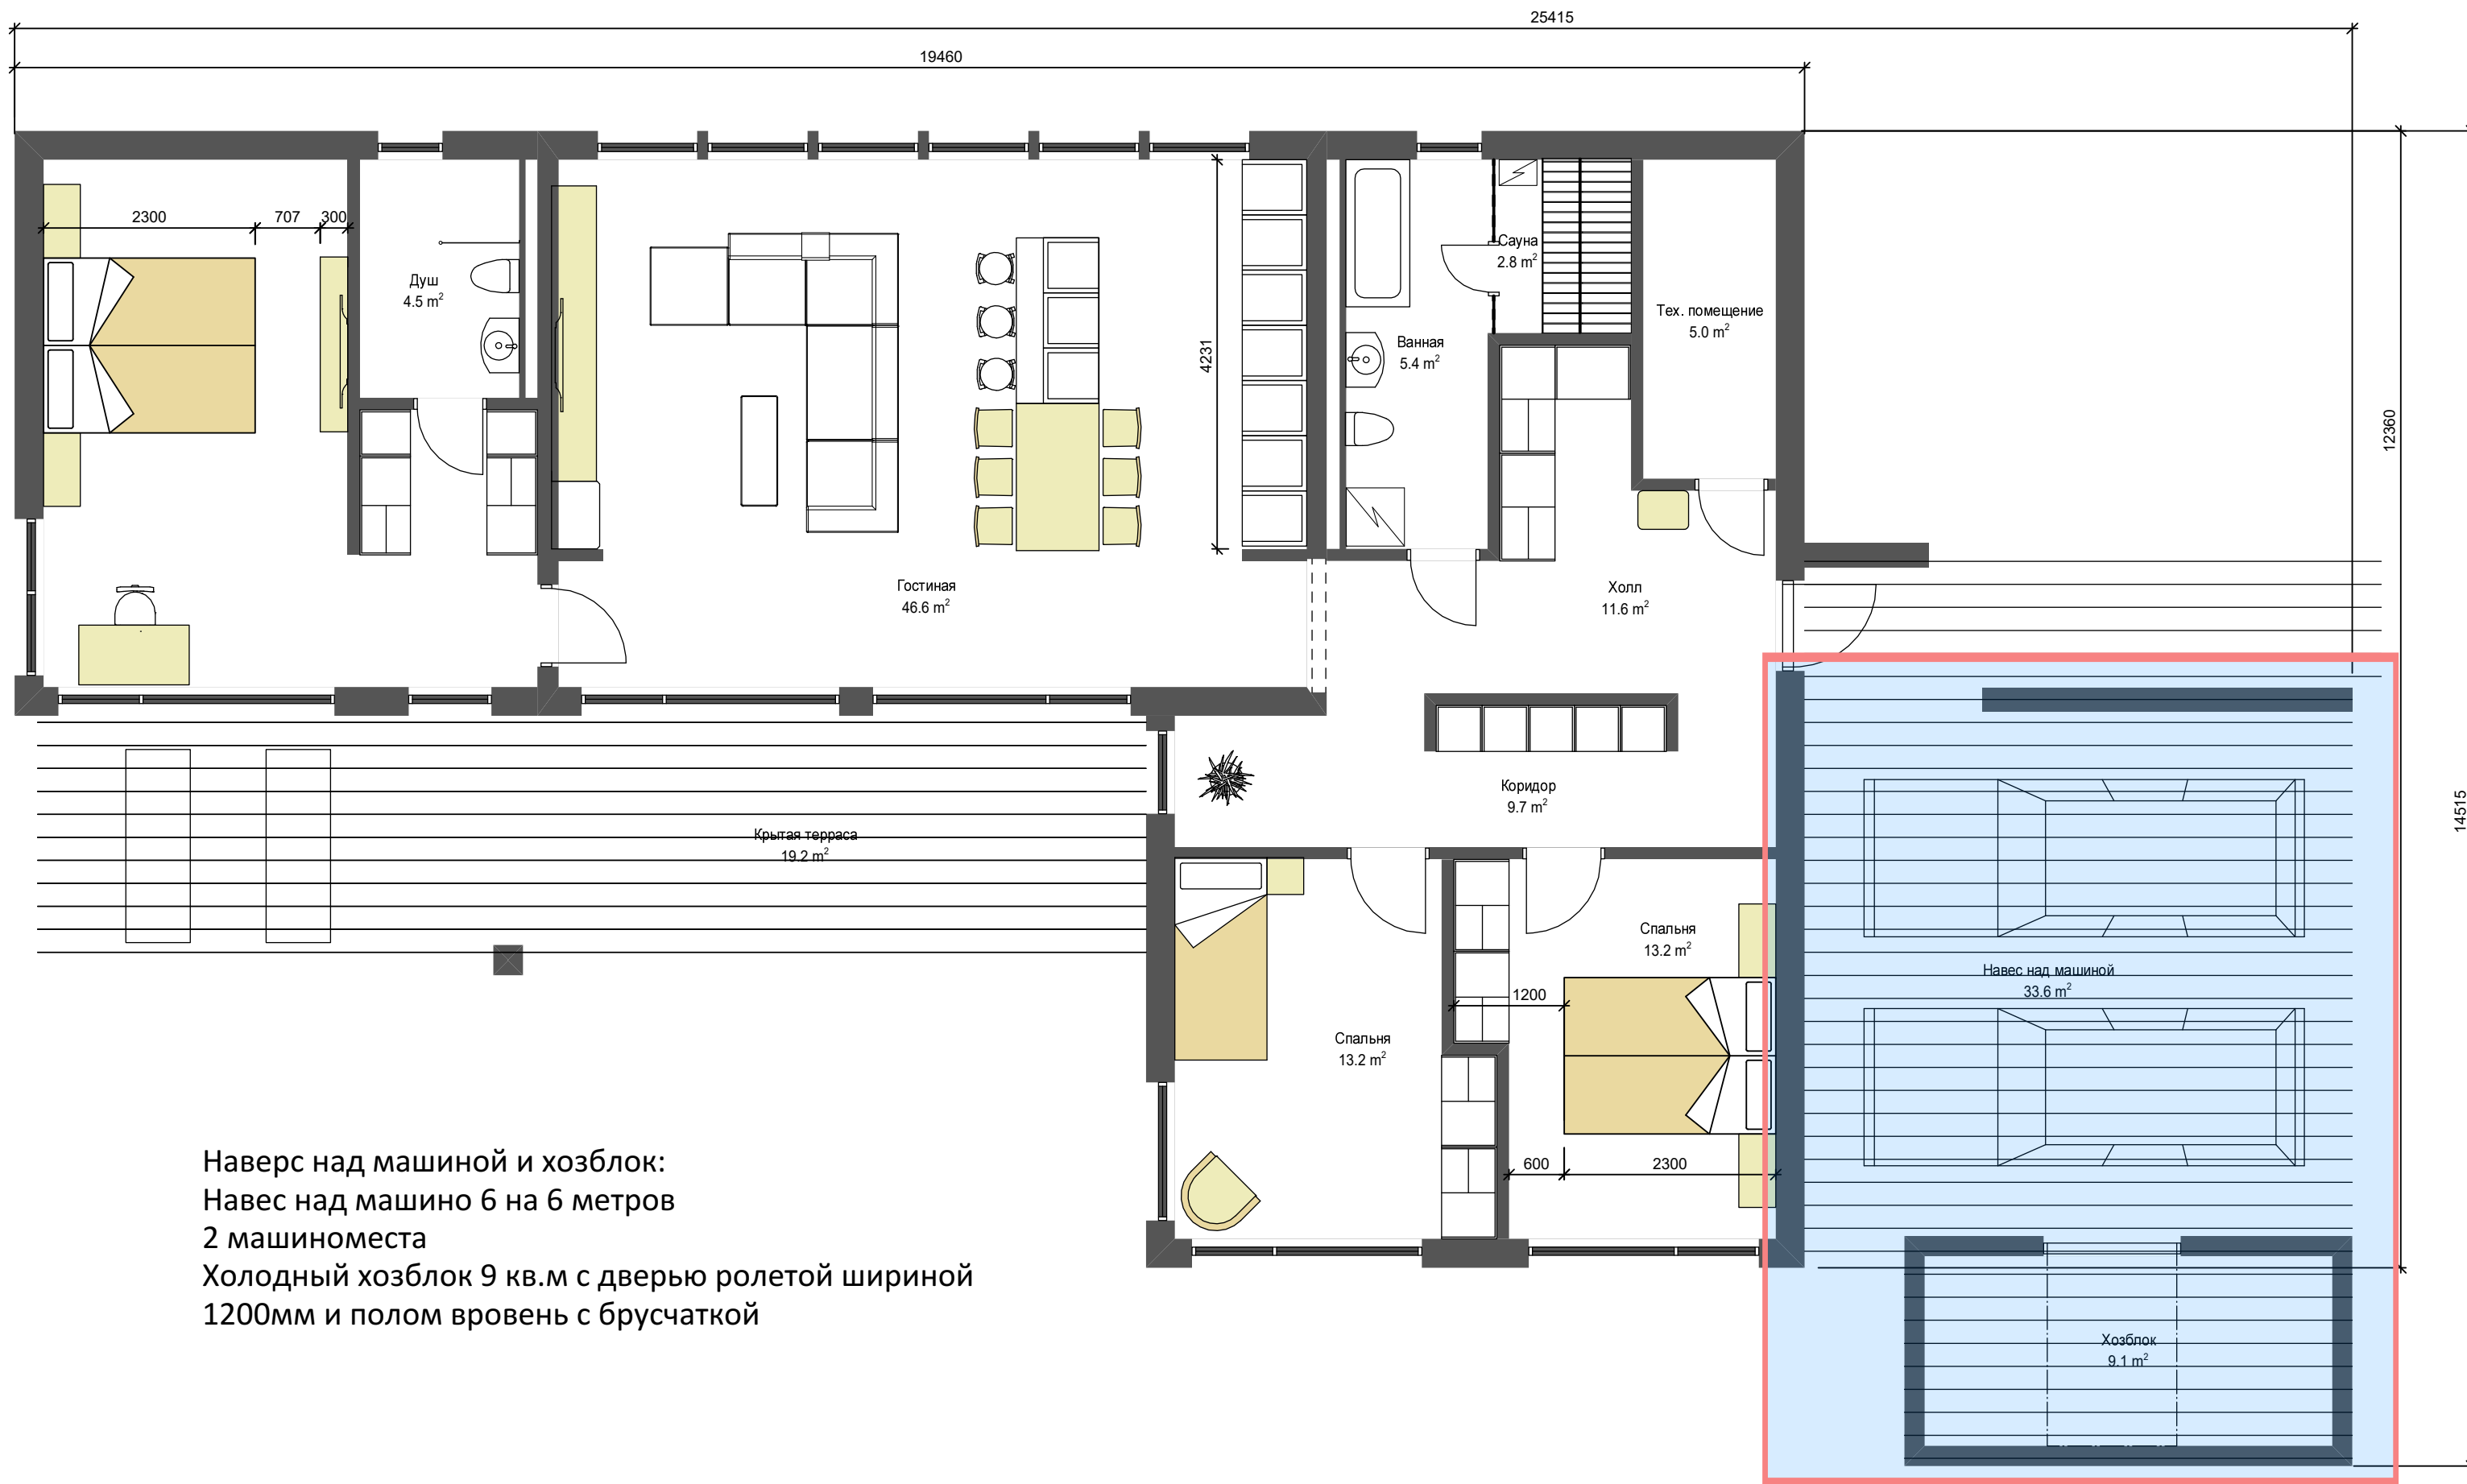 25415
19460
2300
707
300
Душ
4.5 m²
4231
Сауна
2.8 m²
Ванная
5.4 m²
Тех. помещение
5.0 m²
12360
Гостиная
46.6 m²
Холл
11.6 m²
Коридор
9.7 m²
14515
Крытая терраса
19.2 m²
Спальня
13.2 m²
Навес над машиной
33.6 m²
1200
Спальня
13.2 m²
600
2300
Наверс над машиной и хозблок:
Навес над машино 6 на 6 метров
2 машиноместа
Холодный хозблок 9 кв.м с дверью ролетой шириной
1200мм и полом вровень с брусчаткой
Хозблок
9.1 m²